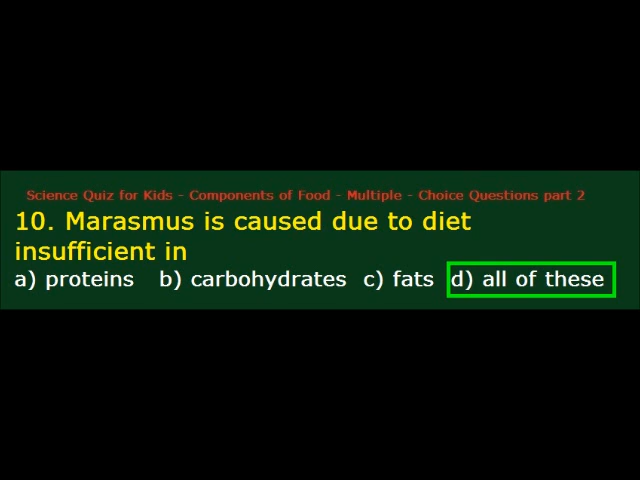 Science Quiz for Kids - Components of Food - Multiple - Choice Questions part 2
10. Marasmus is caused due to diet
insufficient in
a) proteins b) carbohydrates c) fats d) all of these